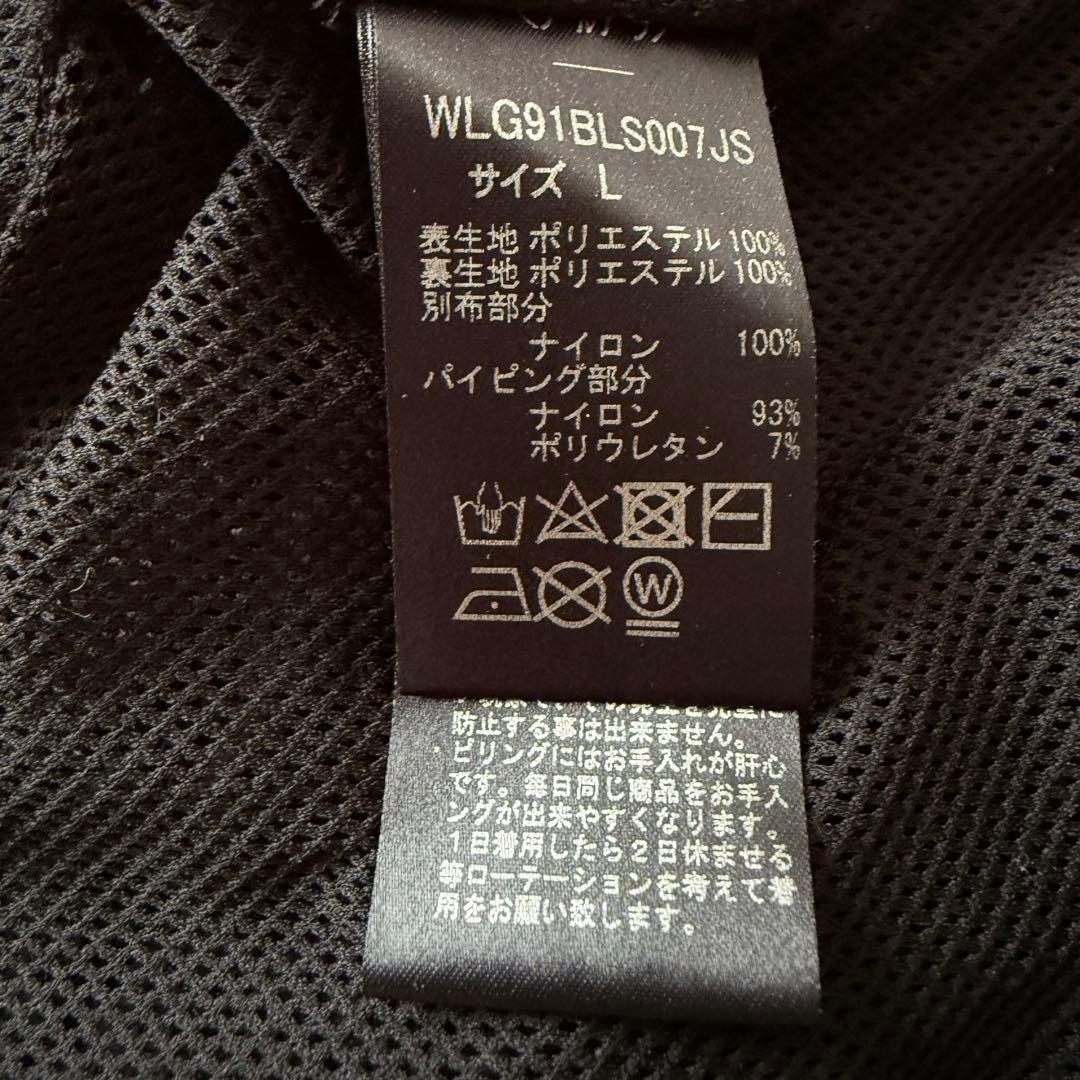 WLG91BLS007JS
サイズ L
表生地 ポリエステル 100%
裏生地 ポリエステル 100%
別布部分
ナイロン 100%
パイピング部分
ナイロン 93%
ポリウレタン 7%
W
防止する事は出来ません。
ピリングにはお手入れが肝心
です。毎日同じ商品をお手入
ングが出来やすくなります。
1日着用したら2日休ませる
等ローテーションを考えて着
用をお願い致します。